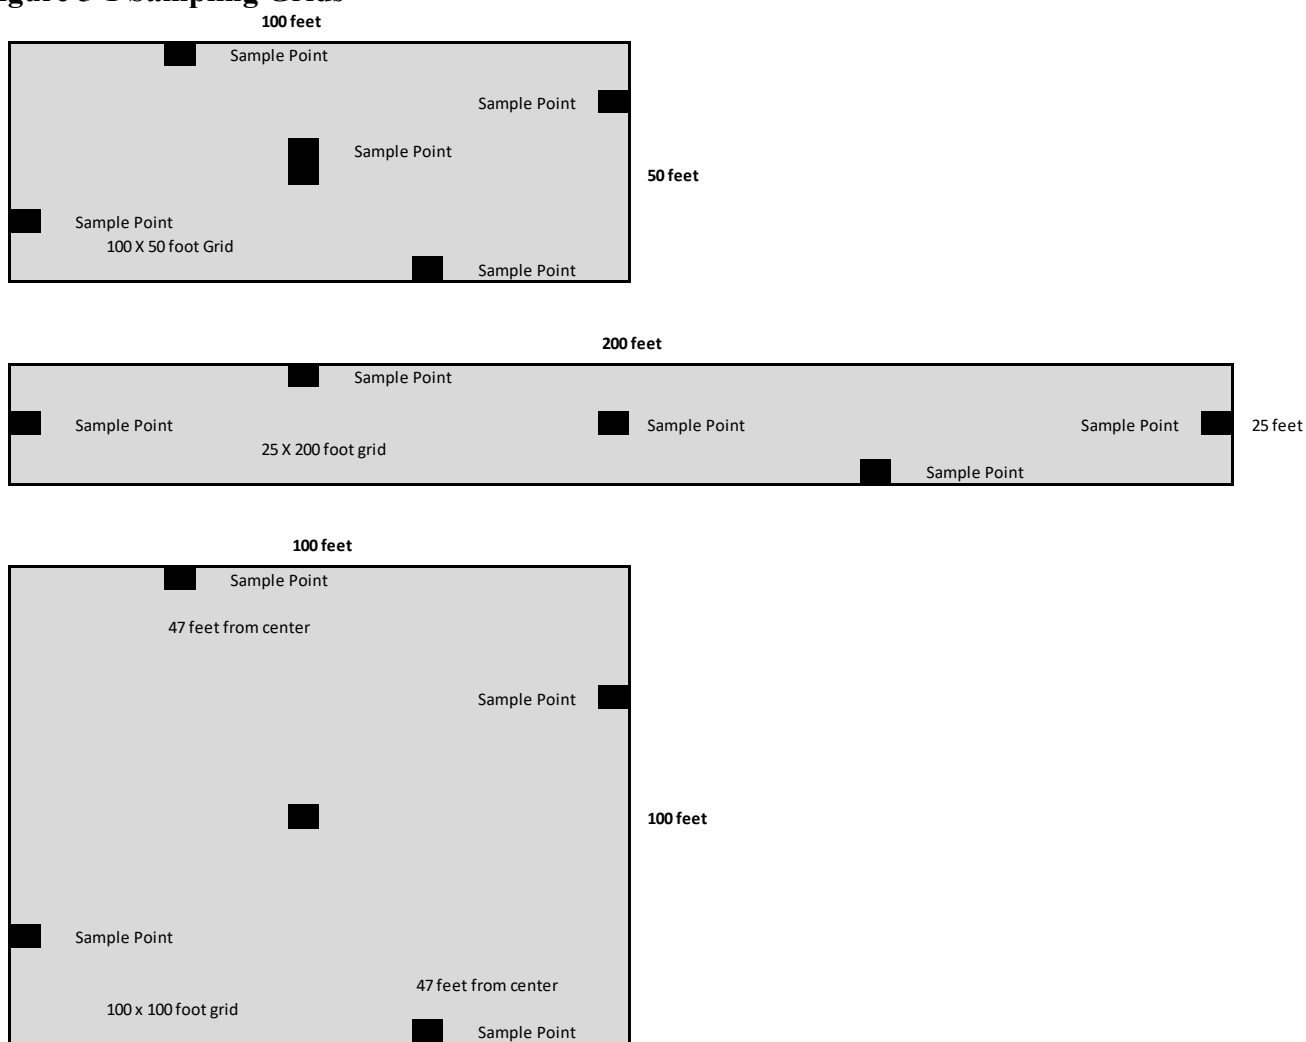 100 feet
Sample Point
Sample Point
Sample Point
50 feet
Sample Point
100 X 50 foot Grid
Sample Point
200 feet
Sample Point
Sample Point
Sample Point
Sample Point
25 feet
25 X 200 foot grid
Sample Point
100 feet
Sample Point
47 feet from center
Sample Point
100 feet
Sample Point
47 feet from center
100 x 100 foot grid
Sample Point